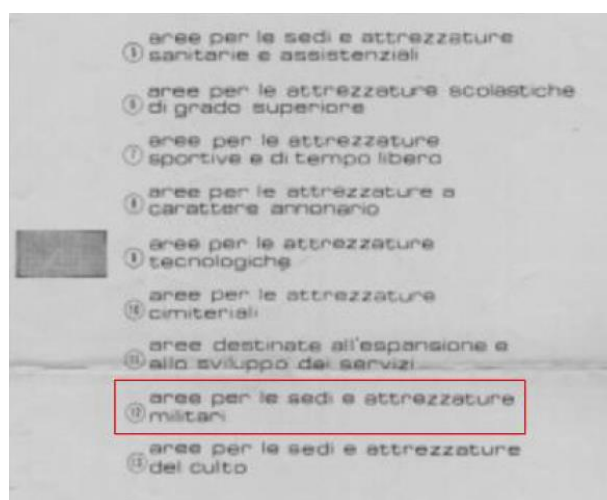 aree per le sedi e attrezzature
5 sanitarie e assistenziali
aree per le attrezzature scolastiche
6 di grado superiore
aree per le attrezzature
7 sportive e di tempo libero
aree per le attrezzature a
8 carattere annonario
aree per le attrezzature
9 tecnologiche
aree per le attrezzature
10 cimiteriali
aree destinate all'espansione e
11 allo sviluppo dei servizi
aree per le sedi e attrezzature
12 militari
aree per le sedi e attrezzature
13 del culto